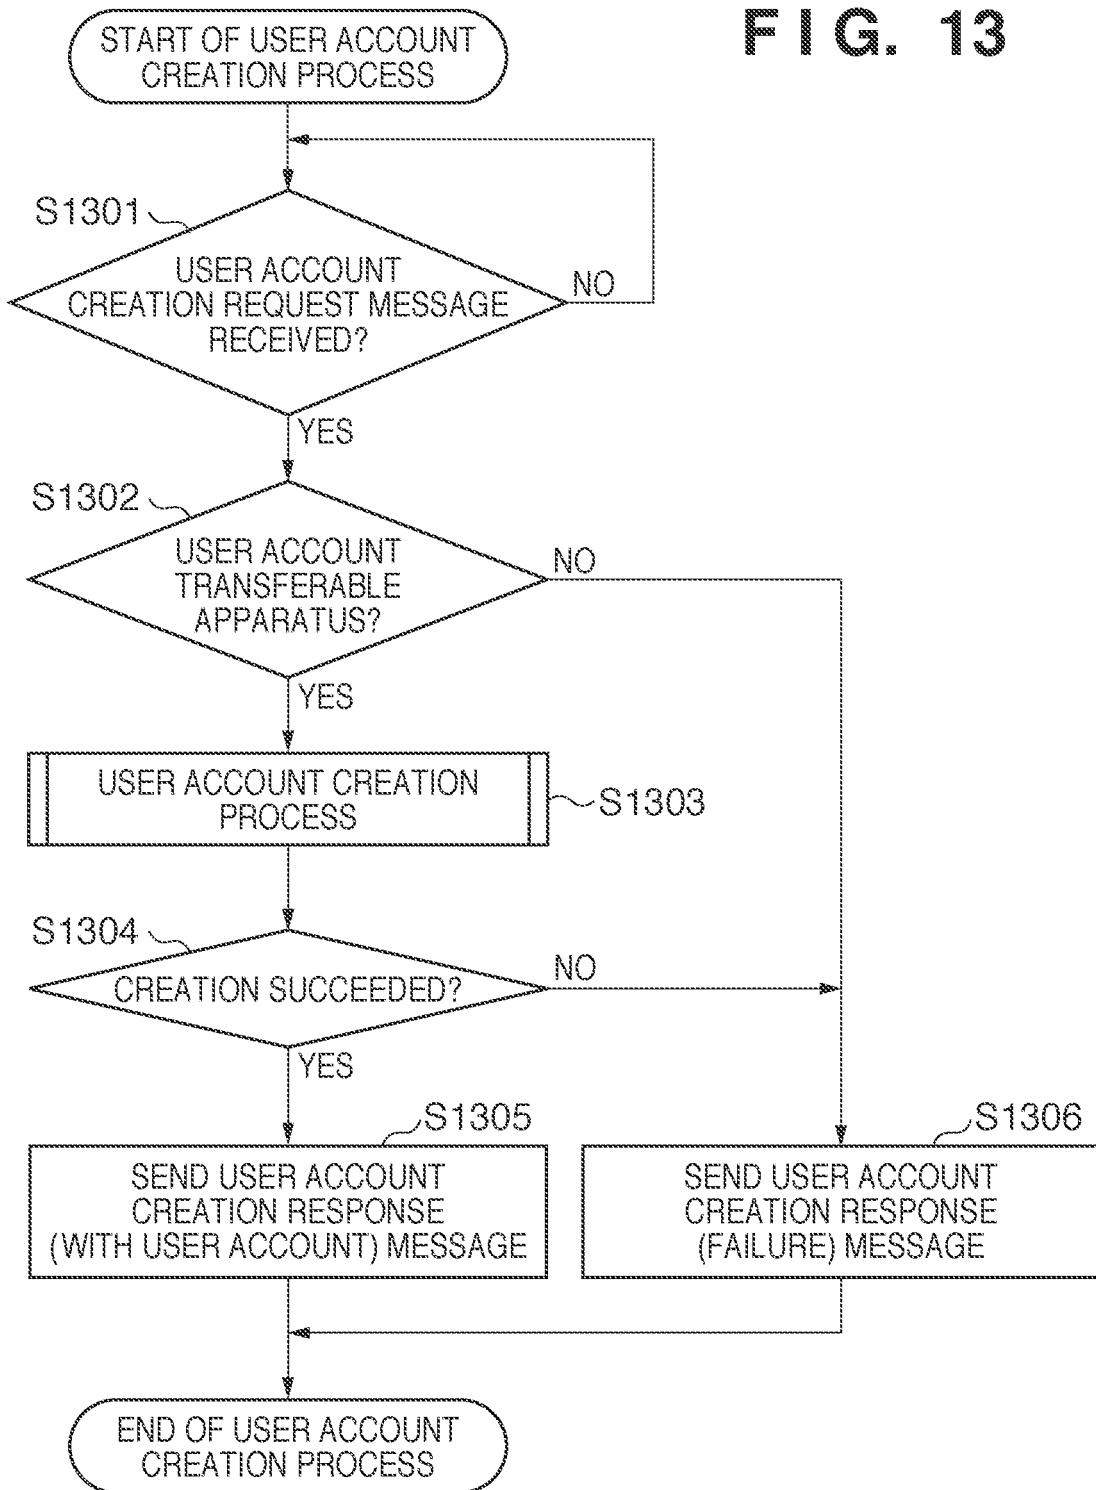 FIG. 13
START OF USER ACCOUNT
CREATION PROCESS
S1301
USER ACCOUNT
CREATION REQUEST MESSAGE
RECEIVED?
NO
YES
S1302
USER ACCOUNT
TRANSFERABLE
APPARATUS?
NO
YES
USER ACCOUNT CREATION
PROCESS
S1303
S1304
CREATION SUCCEEDED?
NO
YES
S1305
SEND USER ACCOUNT
CREATION RESPONSE
(WITH USER ACCOUNT) MESSAGE
S1306
SEND USER ACCOUNT
CREATION RESPONSE
(FAILURE) MESSAGE
END OF USER ACCOUNT
CREATION PROCESS